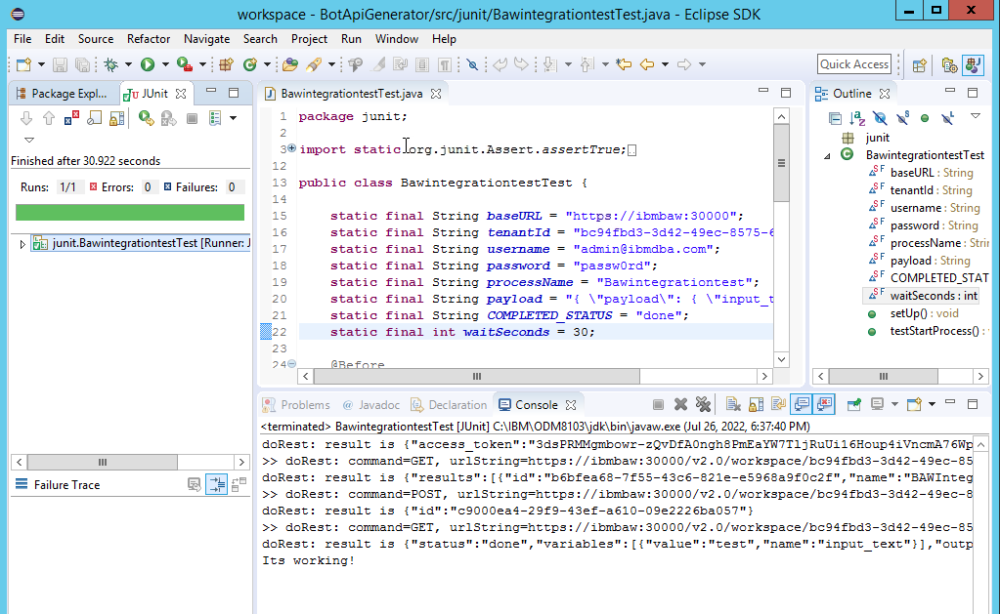 workspace - BotApiGenerator/src/junit/BawintegrationtestTest.java - Eclipse SDK
File Edit Source Refactor Navigate Search Project Run Window Help
Quick Access
Package Expl...
JUnit
Finished after 30.922 seconds
Runs: 1/1 Errors: 0 Failures: 0
junit.BawintegrationtestTest [Runner: J
Failure Trace
BawintegrationtestTest.java
1 package junit;
2
3 import static org.junit.Assert.assertTrue;
12
13 public class BawintegrationtestTest {
14
15 static final String baseURL = "https://ibmbaw:30000";
16 static final String tenantId = "bc94fbd3-3d42-49ec-8575-6
17 static final String username = "admin@ibmdba.com";
18 static final String password = "passw0rd";
19 static final String processName = "Bawintegrationtest";
20 static final String payload = "{ \"payload\": { \"input_t
21 static final String COMPLETED_STATUS = "done";
22 static final int waitSeconds = 30;
23
24 @Before
Outline
junit
BawintegrationtestTest
baseURL : String
tenantId : String
username : String
password : String
processName : Strin
payload : String
COMPLETED_STAT
waitSeconds : int
setUp() : void
testStartProcess() :
Problems @ Javadoc Declaration Console
<terminated> BawintegrationtestTest [JUnit] C:\IBM\ODM8103\jdk\bin\javaw.exe (Jul 26, 2022, 6:37:40 PM)
doRest: result is {"access_token":"3dsPRMMgmbowr-zQvDfA0ngh8PmEaYW7TljRuUi16Houp4iVncmA76Wp
>> doRest: command=GET, urlString=https://ibmbaw:30000/v2.0/workspace/bc94fbd3-3d42-49ec-85
doRest: result is {"results":[{"id":"b6bfea68-7f55-43c6-821e-e5968a9f0c2f","name":"BAWInteg
>> doRest: command=POST, urlString=https://ibmbaw:30000/v2.0/workspace/bc94fbd3-3d42-49ec-8
doRest: result is {"id":"c9000ea4-29f9-43ef-a610-09e2226ba057"}
>> doRest: command=GET, urlString=https://ibmbaw:30000/v2.0/workspace/bc94fbd3-3d42-49ec-85
doRest: result is {"status":"done","variables":[{"value":"test","name":"input_text"}],"outp
Its working!